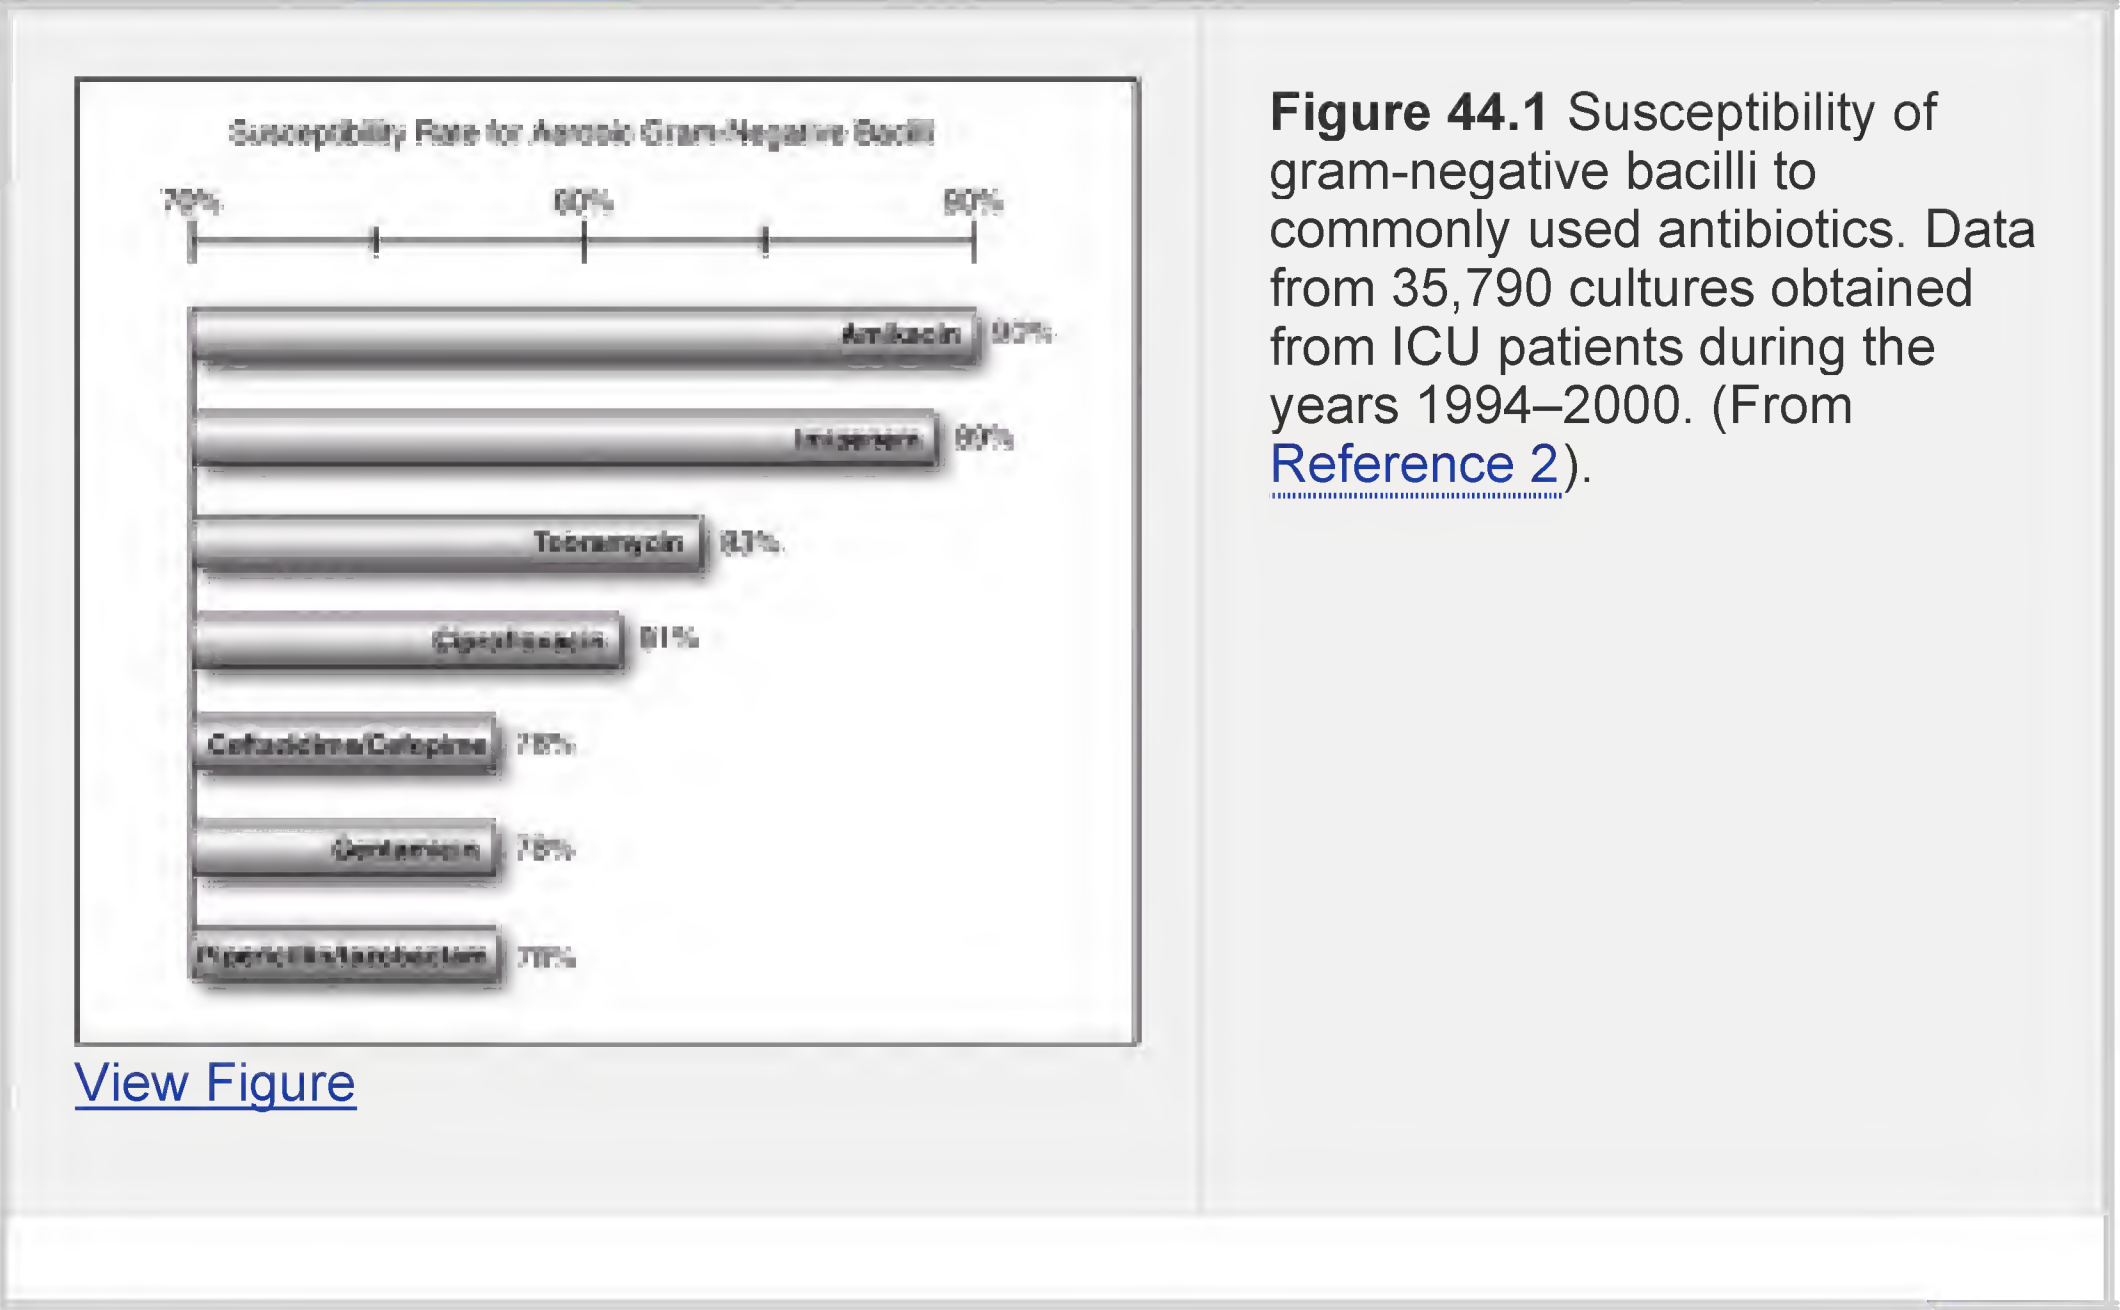 Susceptibility Rate for Aerobic Gram-Negative Bacilli
70% 80% 90%
Amikacin 90%
Imipenem 89%
Tobramycin 83%
Ciprofloxacin 81%
Ceftazidime/Cefepime 78%
Gentamicin 78%
Piperacillin/tazobactam 78%
View Figure
Figure 44.1 Susceptibility of
gram-negative bacilli to
commonly used antibiotics. Data
from 35,790 cultures obtained
from ICU patients during the
years 1994–2000. (From
Reference 2).